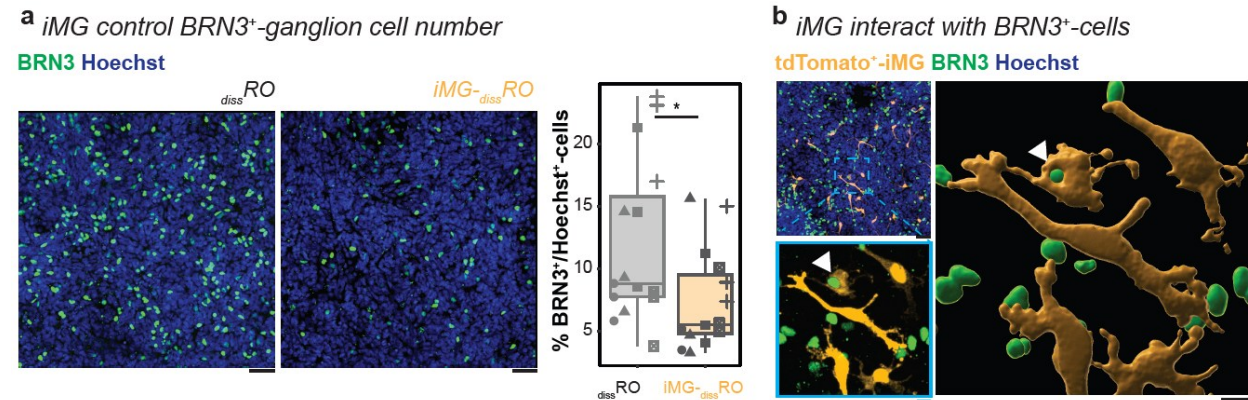 a iMG control BRN3⁺-ganglion cell number
BRN3 Hoechst
dissRO
iMG-dissRO
% BRN3⁺/Hoechst⁺-cells
20
15
10
5
*
dissRO
iMG-dissRO
b iMG interact with BRN3⁺-cells
tdTomato⁺-iMG BRN3 Hoechst